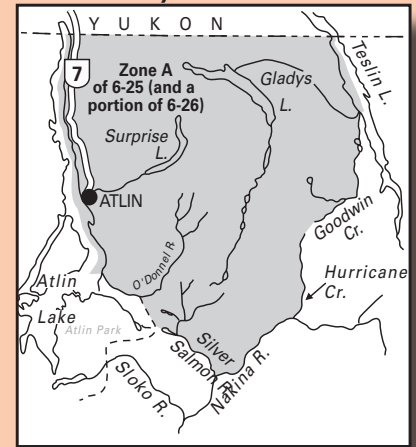 YUKON
7
Zone A
of 6-25 (and a
portion of 6-26)
Gladys
L.
Teslin L.
Surprise
L.
ATLIN
Goodwin
Cr.
O'Donnel R.
Hurricane
Cr.
Atlin
Lake
Atlin Park
Silver
Salmon R.
Nakina R.
Sloko R.